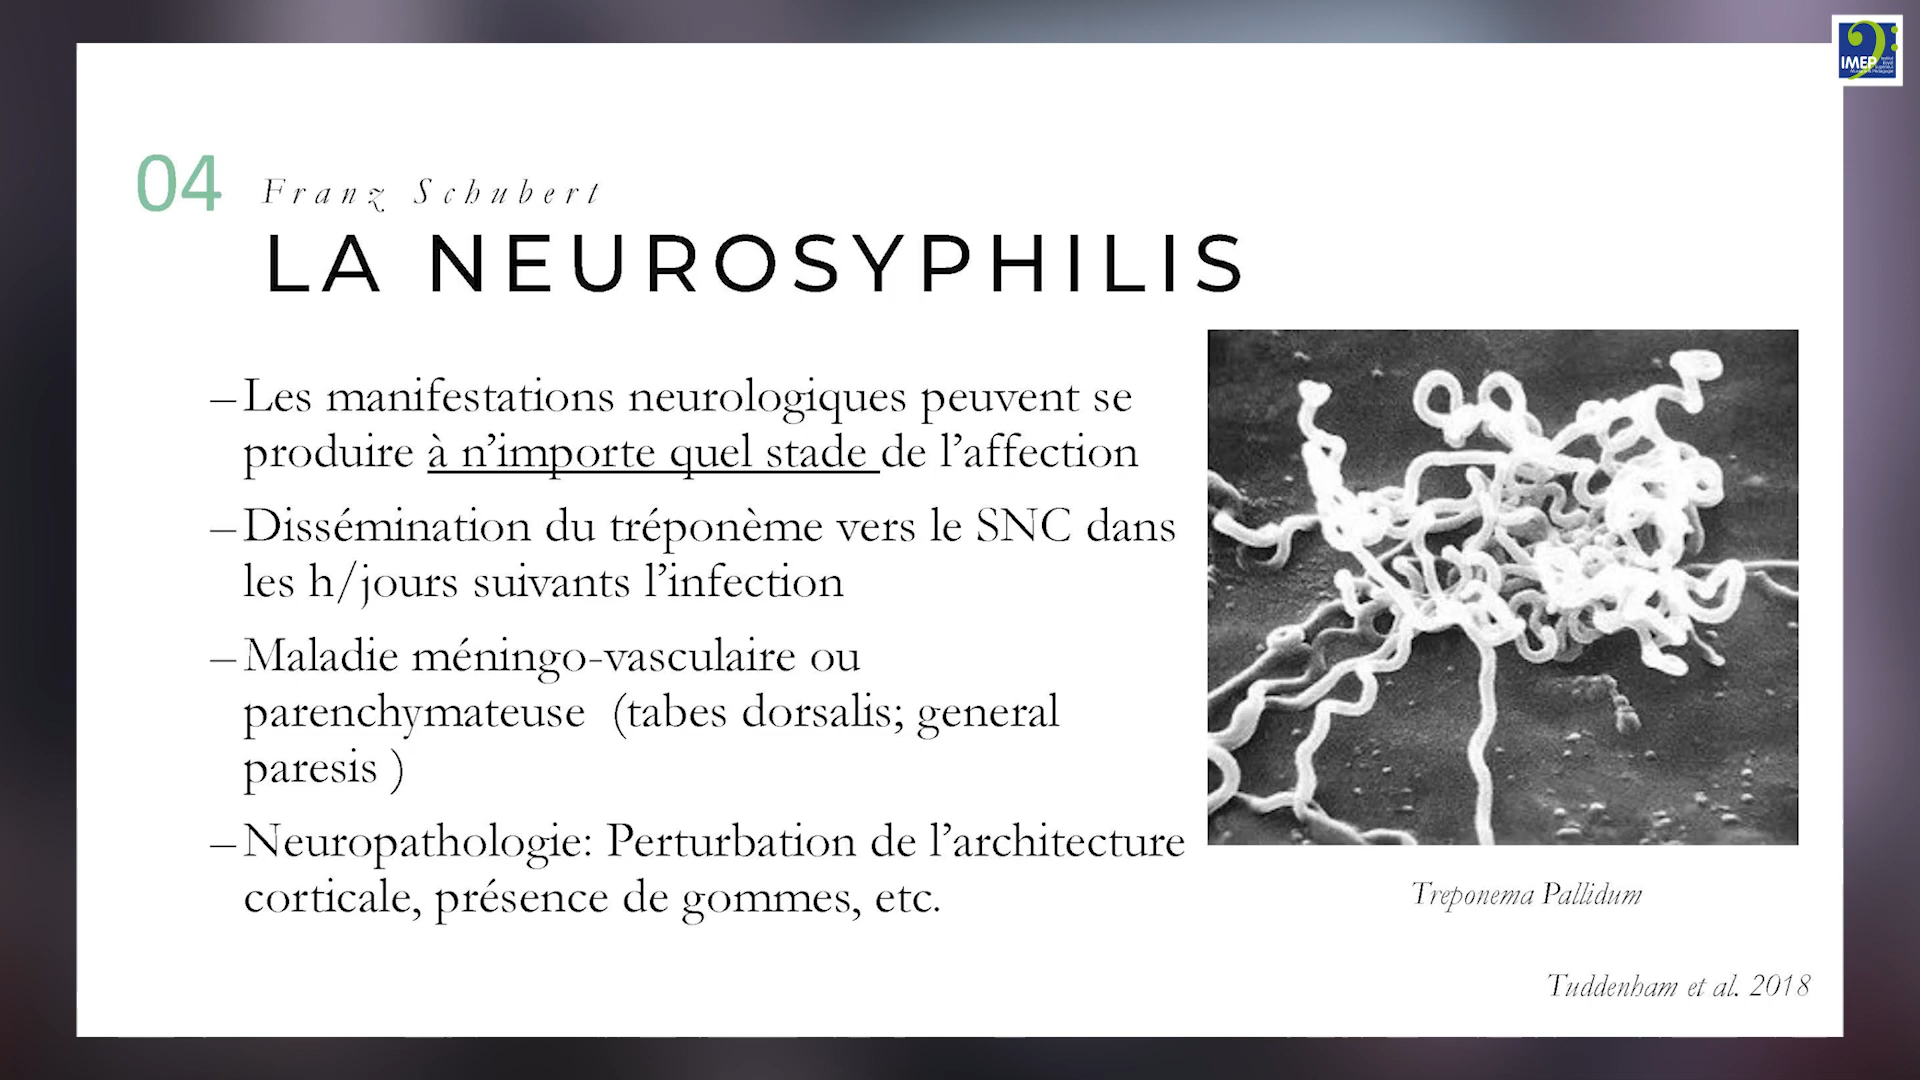 IMEP
04 Franz Schubert
LA NEUROSYPHILIS
– Les manifestations neurologiques peuvent se
produire à n’importe quel stade de l’affection
– Dissémination du tréponème vers le SNC dans
les h/jours suivants l’infection
– Maladie méningo-vasculaire ou
parenchymateuse (tabes dorsalis; general
paresis )
– Neuropathologie: Perturbation de l’architecture
corticale, présence de gommes, etc.
Treponema Pallidum
Tuddenham et al. 2018